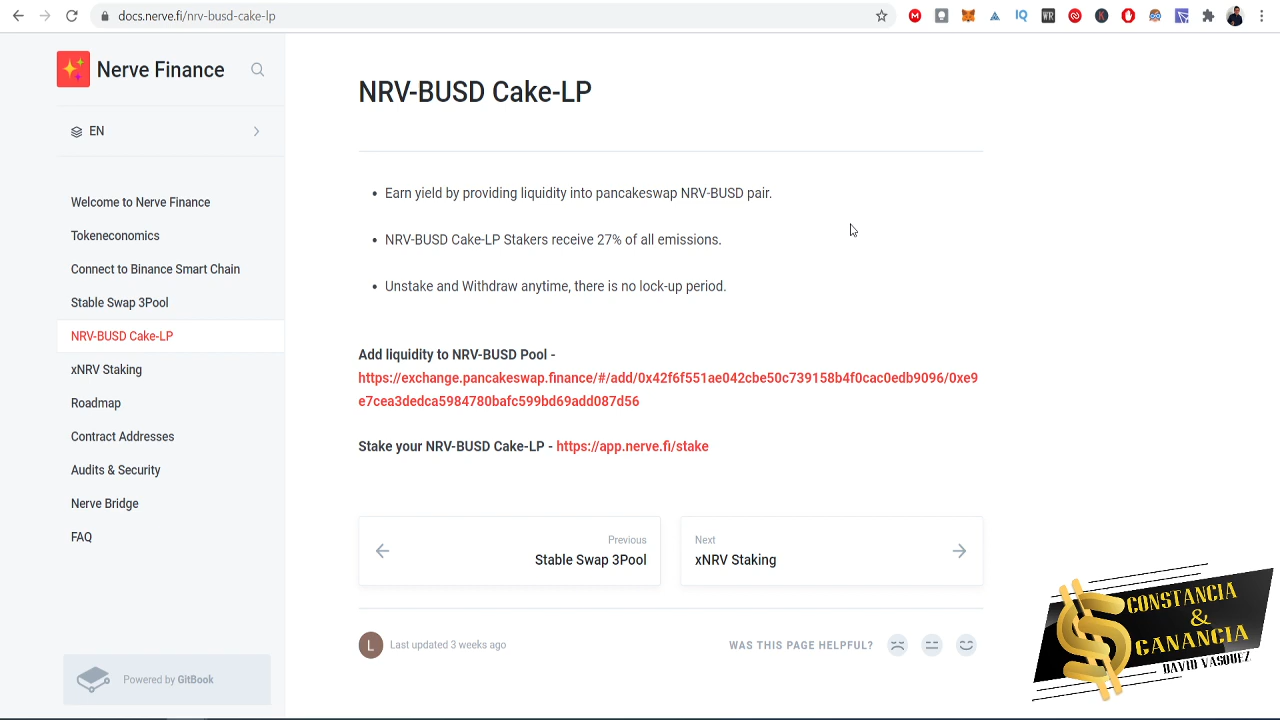 docs.nerve.fi/nrv-busd-cake-lp
Nerve Finance
EN
Welcome to Nerve Finance
Tokeneconomics
Connect to Binance Smart Chain
Stable Swap 3Pool
NRV-BUSD Cake-LP
xNRV Staking
Roadmap
Contract Addresses
Audits & Security
Nerve Bridge
FAQ
Powered by GitBook
NRV-BUSD Cake-LP
• Earn yield by providing liquidity into pancakeswap NRV-BUSD pair.
• NRV-BUSD Cake-LP Stakers receive 27% of all emissions.
• Unstake and Withdraw anytime, there is no lock-up period.
Add liquidity to NRV-BUSD Pool -
https://exchange.pancakeswap.finance/#/add/0x42f6f551ae042cbe50c739158b4f0cac0edb9096/0xe9
e7cea3dedca5984780bafc599bd69add087d56
Stake your NRV-BUSD Cake-LP - https://app.nerve.fi/stake
Previous
Stable Swap 3Pool
Next
xNRV Staking
L
Last updated 3 weeks ago
WAS THIS PAGE HELPFUL?
CONSTANCIA
&
GANANCIA
DAVID VASQUEZ
M
IQ
WR
K